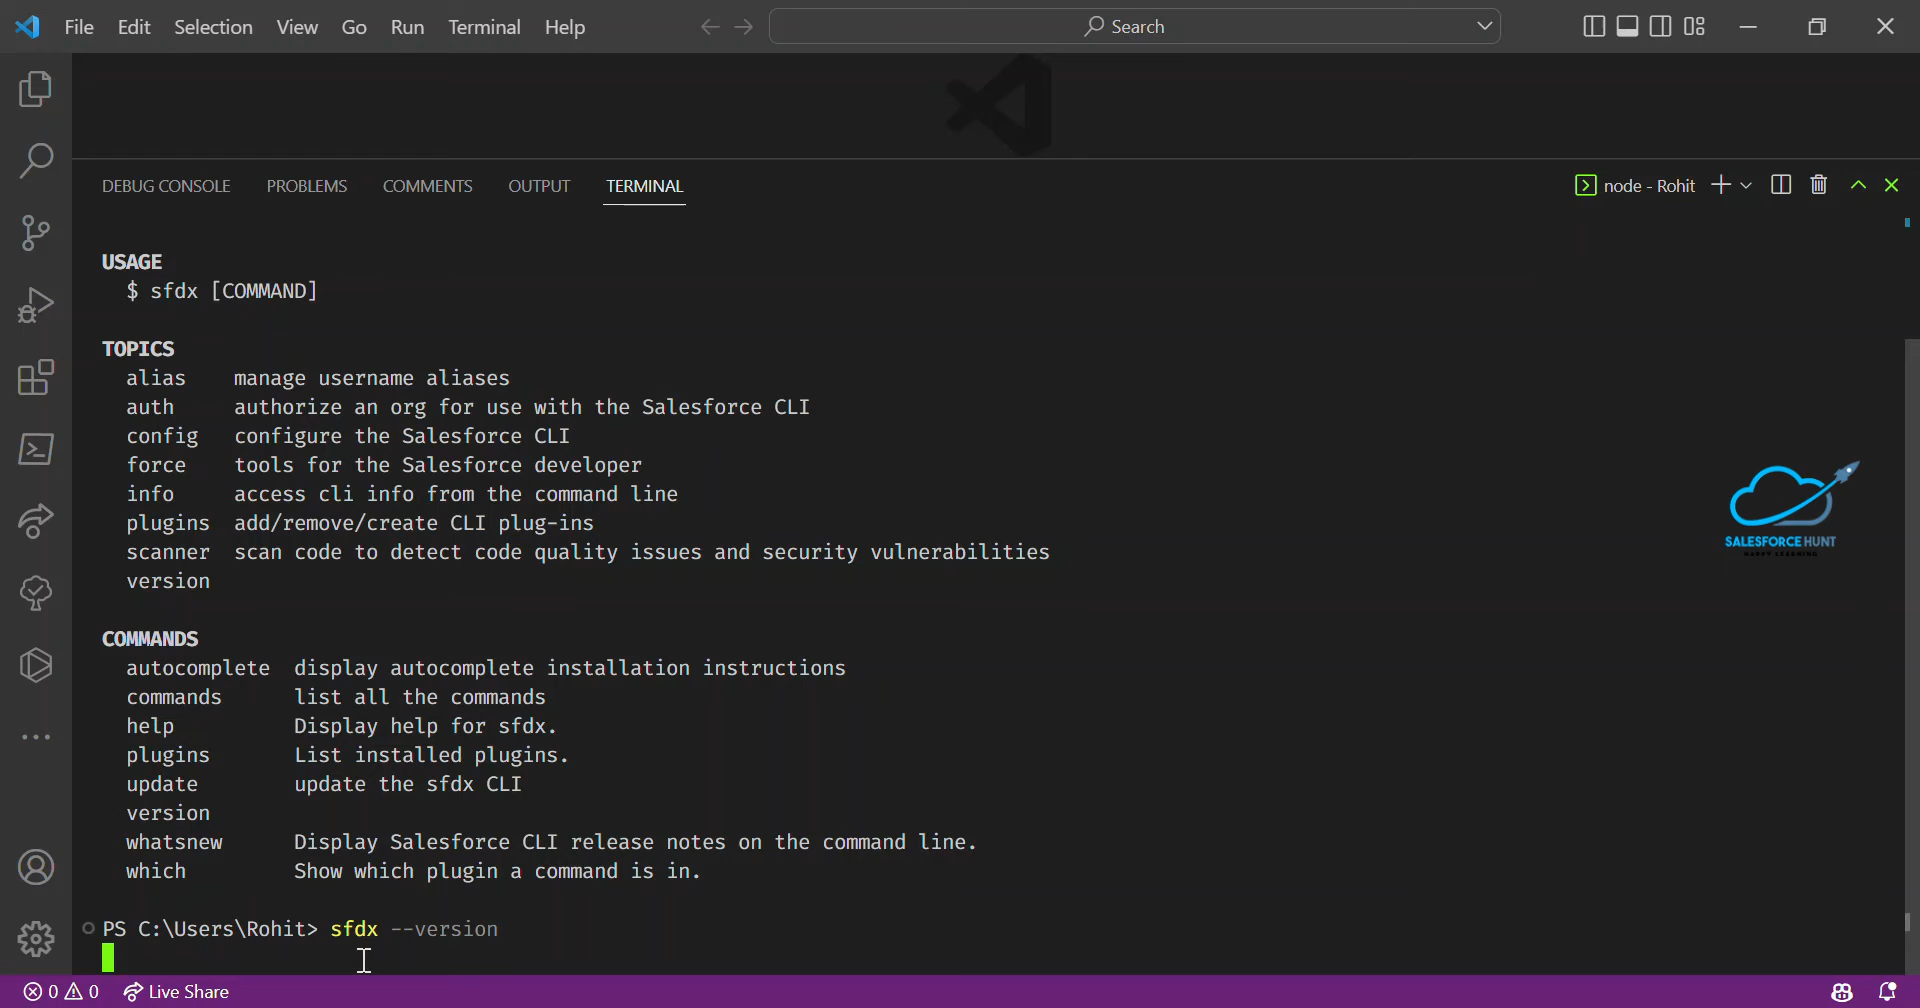 File Edit Selection View Go Run Terminal Help
Search
DEBUG CONSOLE PROBLEMS COMMENTS OUTPUT TERMINAL
node - Rohit
USAGE
$ sfdx [COMMAND]
TOPICS
alias manage username aliases
auth authorize an org for use with the Salesforce CLI
config configure the Salesforce CLI
force tools for the Salesforce developer
info access cli info from the command line
plugins add/remove/create CLI plug-ins
scanner scan code to detect code quality issues and security vulnerabilities
version
SALESFORCE HUNT
COMMANDS
autocomplete display autocomplete installation instructions
commands list all the commands
help Display help for sfdx.
plugins List installed plugins.
update update the sfdx CLI
version
whatsnew Display Salesforce CLI release notes on the command line.
which Show which plugin a command is in.
PS C:\Users\Rohit> sfdx --version
0 0 Live Share